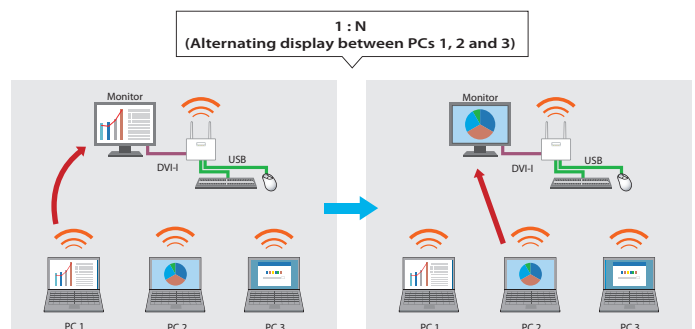 1 : N
(Alternating display between PCs 1, 2 and 3)
Monitor
DVI-I
USB
PC 1
PC 2
PC 3
Monitor
DVI-I
USB
PC 1
PC 2
PC 3